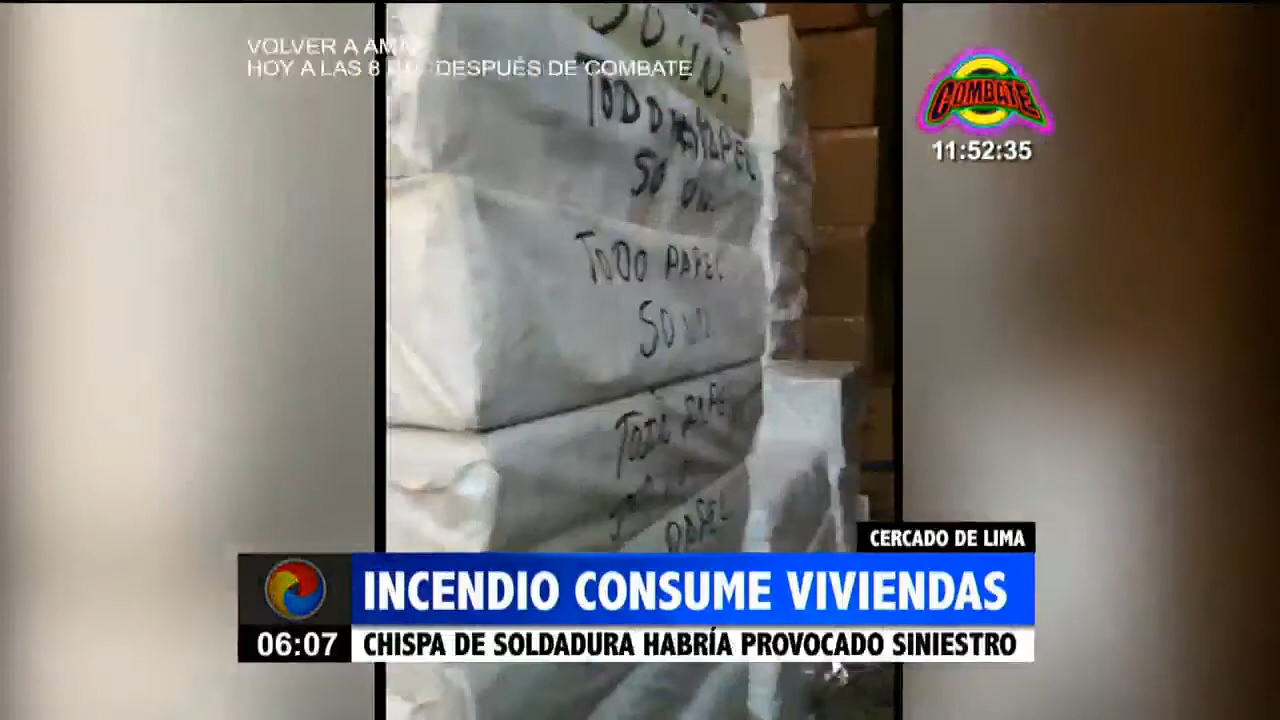 VOLVER A
HOY A LAS 8 DESPUÉS DE COMBATE
COMBATE
11:52:35
TODO
TODO PAPEL
50
PAPEL
CERCADO DE LIMA
INCENDIO CONSUME VIVIENDAS
06:07
CHISPA DE SOLDADURA HABRÍA PROVOCADO SINIESTRO